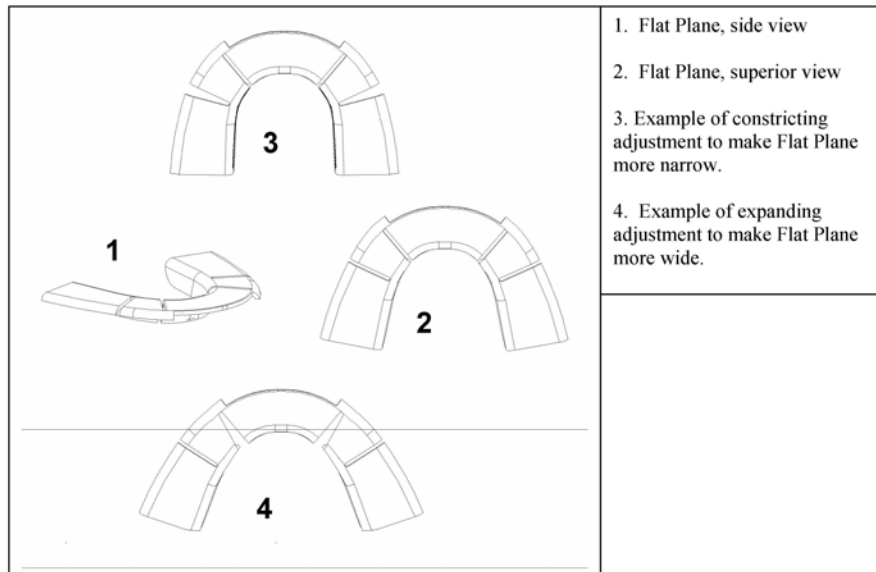 3
1
2
4
1. Flat Plane, side view
2. Flat Plane, superior view
3. Example of constricting
adjustment to make Flat Plane
more narrow.
4. Example of expanding
adjustment to make Flat Plane
more wide.